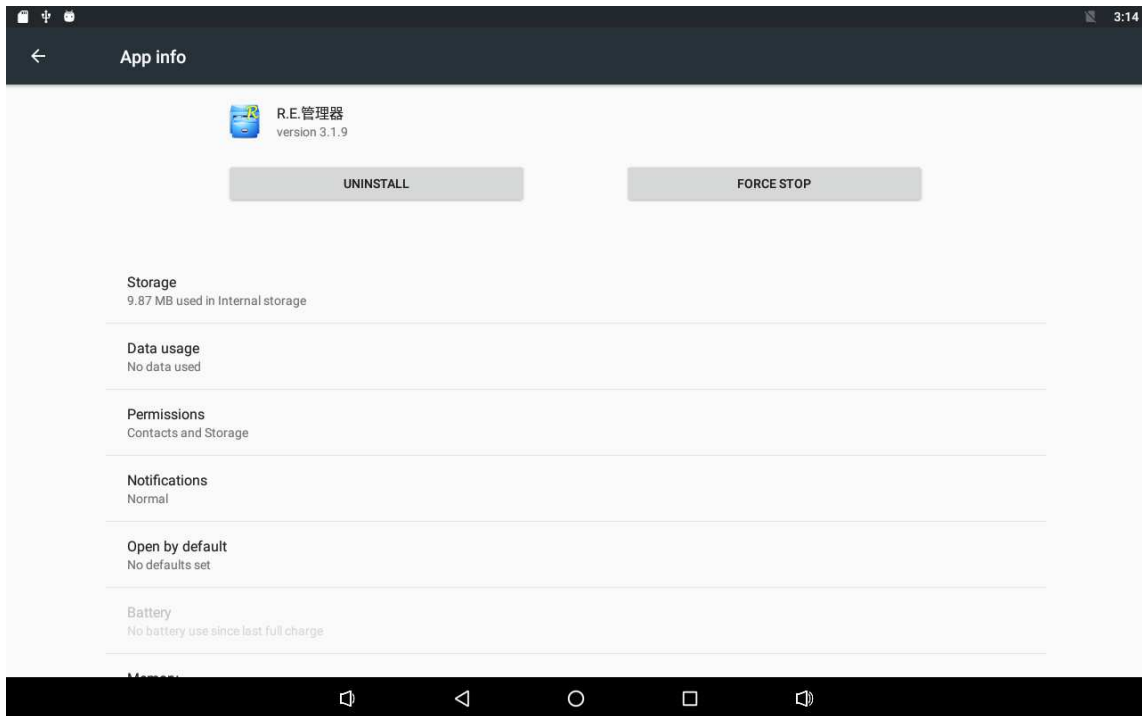 3:14
App info
R.E.管理器
version 3.1.9
UNINSTALL
FORCE STOP
Storage
9.87 MB used in Internal storage
Data usage
No data used
Permissions
Contacts and Storage
Notifications
Normal
Open by default
No defaults set
Battery
No battery use since last full charge
Memory